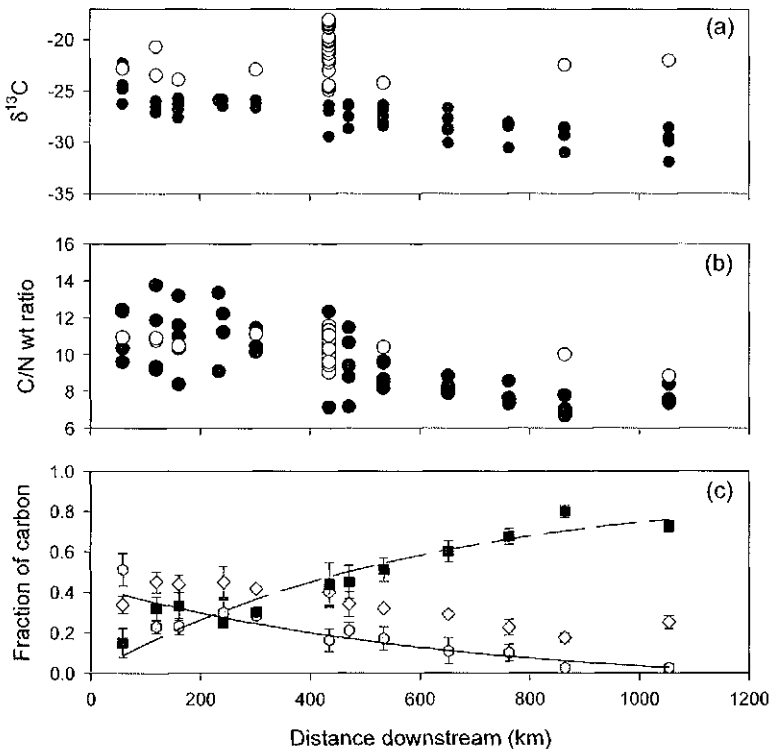 (a)
δ13C
-20
-25
-30
-35
(b)
C/N wt ratio
16
14
12
10
8
6
(c)
Fraction of carbon
1.0
0.8
0.6
0.4
0.2
0.0
0 200 400 600 800 1000 1200
Distance downstream (km)